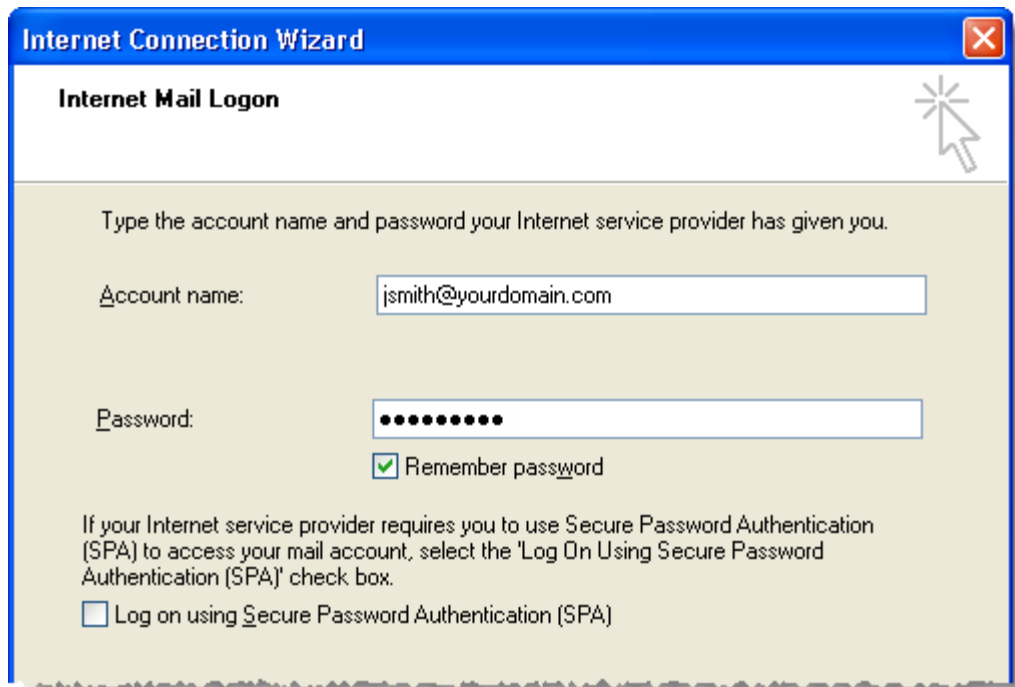 Internet Connection Wizard
Internet Mail Logon
Type the account name and password your Internet service provider has given you.
Account name:
jsmith@yourdomain.com
Password:
•••••••••
Remember password
If your Internet service provider requires you to use Secure Password Authentication
(SPA) to access your mail account, select the 'Log On Using Secure Password
Authentication (SPA)' check box.
Log on using Secure Password Authentication (SPA)